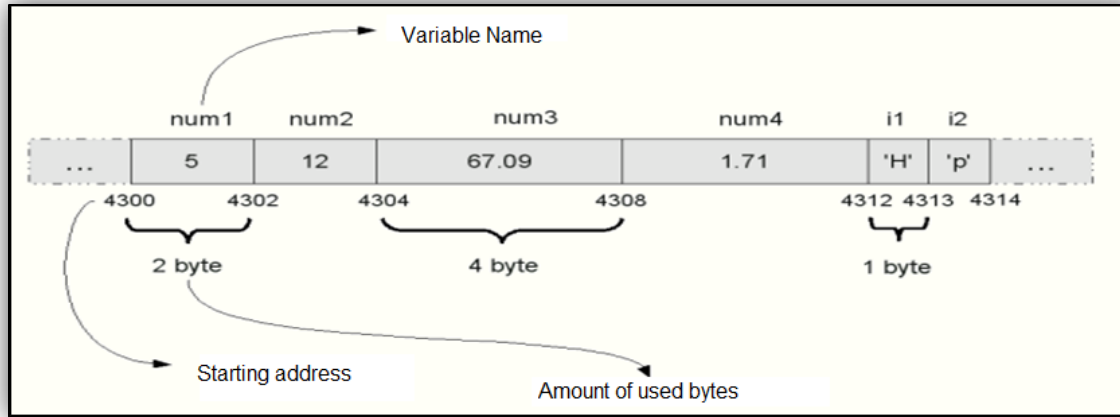 Variable Name
num1 num2 num3 num4 i1 i2
... 5 12 67.09 1.71 'H' 'p' ...
4300 4302 4304 4308 4312 4313 4314
2 byte 4 byte 1 byte
Starting address
Amount of used bytes